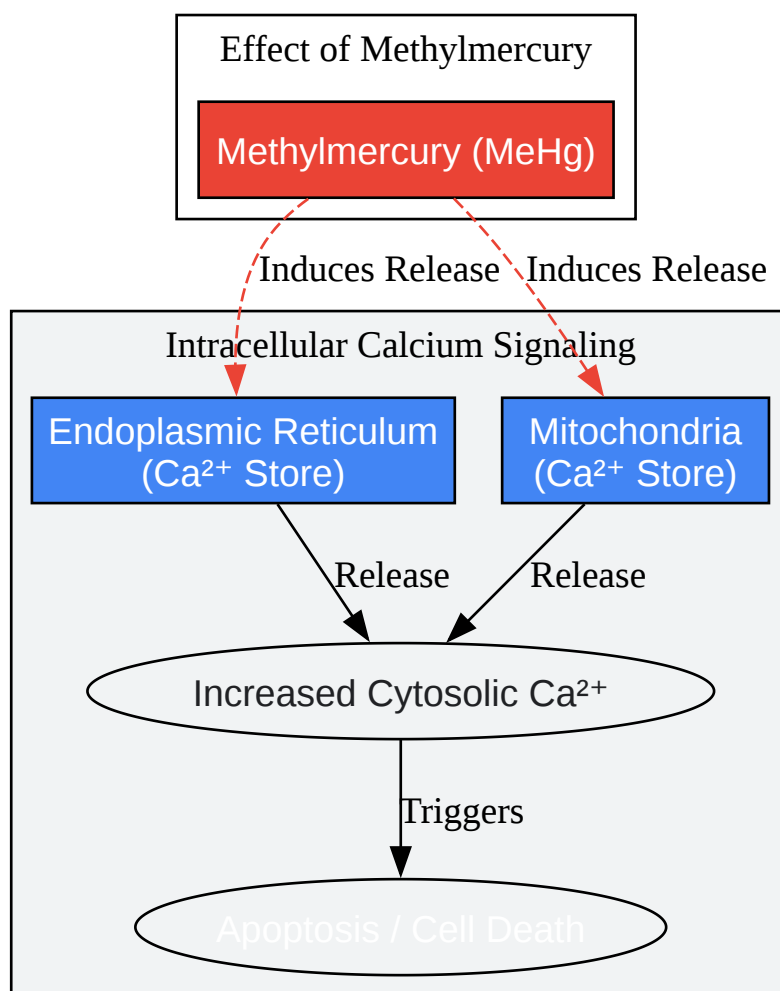 Effect of Methylmercury
Methylmercury (MeHg)
Induces Release
Induces Release
Intracellular Calcium Signaling
Endoplasmic Reticulum
(Ca²⁺ Store)
Mitochondria
(Ca²⁺ Store)
Release
Release
Increased Cytosolic Ca²⁺
Triggers
Apoptosis / Cell Death